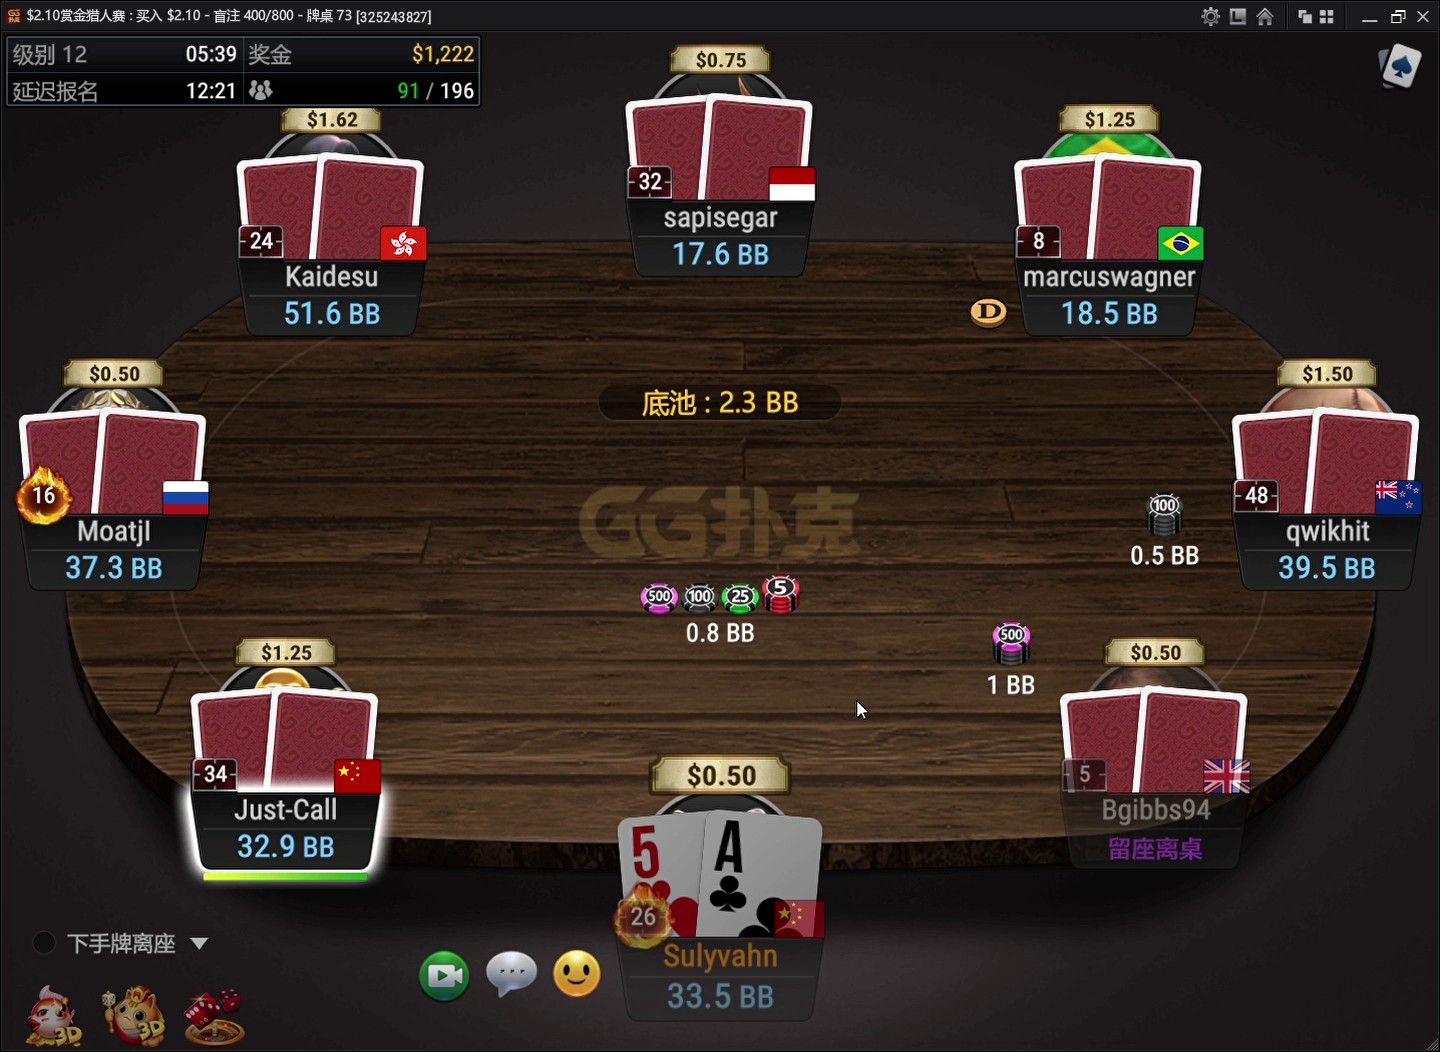 $2.10赏金猎人赛 : 买入 $2.10 - 盲注 400/800 - 牌桌 73 [325243827]
级别 12 05:39 奖金 $1,222
延迟报名 12:21 91 / 196
$0.75
32
sapisegar
17.6 BB
$1.62
24
Kaidesu
51.6 BB
$1.25
8
marcuswagner
18.5 BB
D
$0.50
16
Moatjl
37.3 BB
底池 : 2.3 BB
$1.50
48
qwikhit
39.5 BB
GG扑克
100
0.5 BB
500 100 25 5
0.8 BB
500
1 BB
$1.25
34
Just-Call
32.9 BB
$0.50
5
Bgibbs94
留座离桌
$0.50
5 A
26
Sulyvahn
33.5 BB
下手牌离座
3D 3D